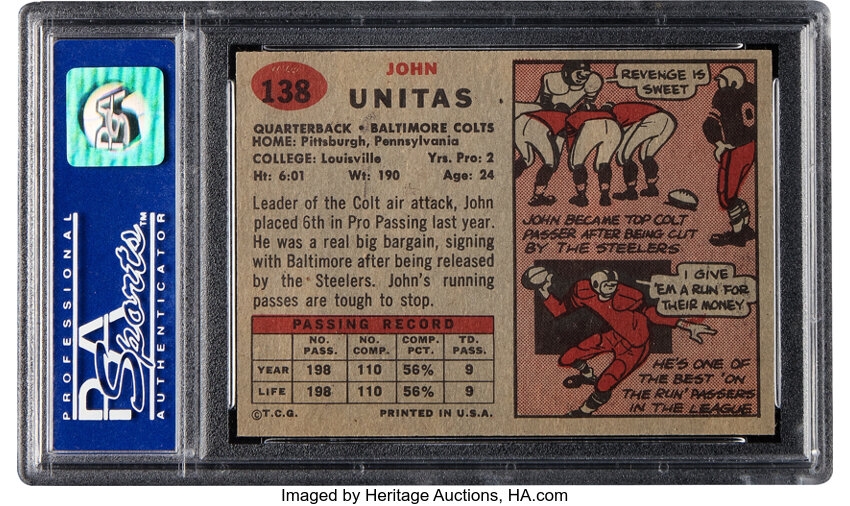 PSA
PROFESSIONAL
PSA
Sports™
AUTHENTICATOR
138
JOHN
UNITAS
QUARTERBACK • BALTIMORE COLTS
HOME: Pittsburgh, Pennsylvania
COLLEGE: Louisville Yrs. Pro: 2
Ht: 6:01 Wt: 190 Age: 24
Leader of the Colt air attack, John
placed 6th in Pro Passing last year.
He was a real big bargain, signing
with Baltimore after being released
by the Steelers. John's running
passes are tough to stop.
PASSING RECORD
NO. PASS. NO. COMP. COMP. PCT. TD. PASS.
YEAR 198 110 56% 9
LIFE 198 110 56% 9
©T.C.G. PRINTED IN U.S.A.
REVENGE IS
SWEET
JOHN BECAME TOP COLT
PASSER AFTER BEING CUT
BY THE STEELERS
I GIVE
'EM A RUN FOR
THEIR MONEY
HE'S ONE OF
THE BEST 'ON
THE RUN' PASSERS
IN THE LEAGUE
Imaged by Heritage Auctions, HA.com